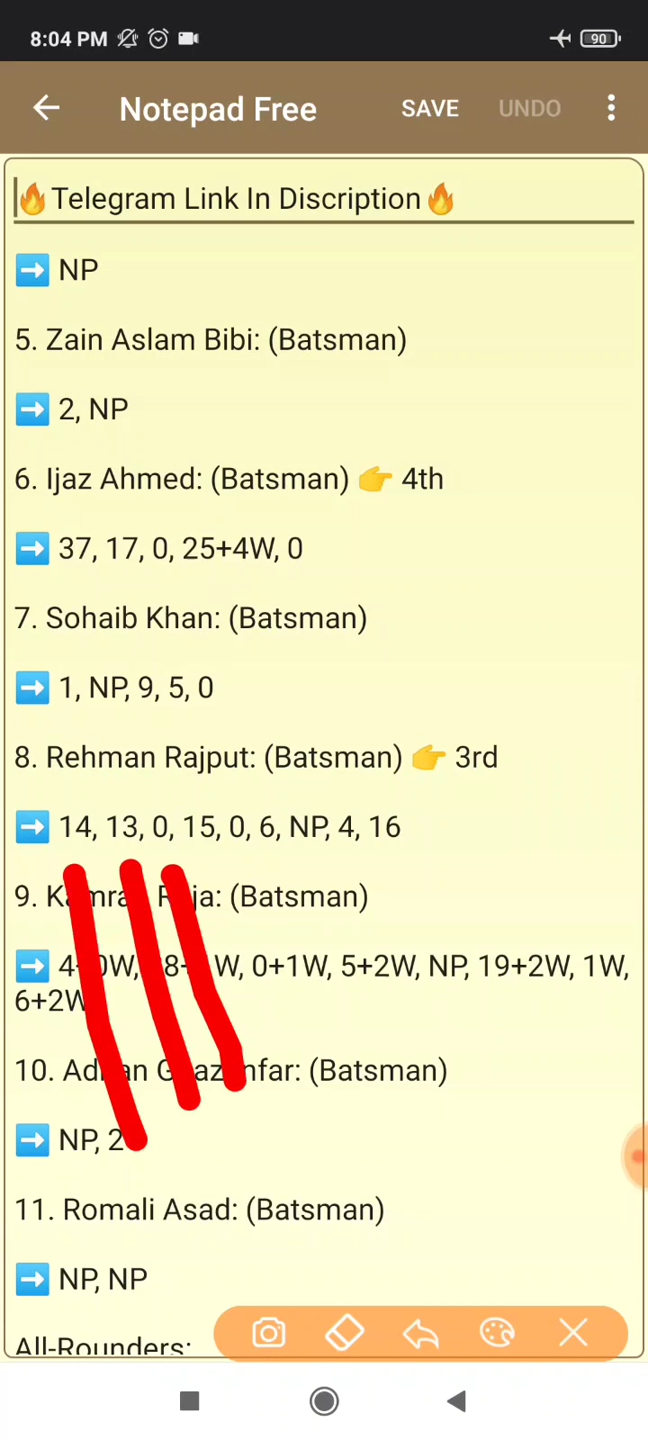 8:04 PM 90
Notepad Free SAVE UNDO
🔥Telegram Link In Discription🔥
➡️ NP
5. Zain Aslam Bibi: (Batsman)
➡️ 2, NP
6. Ijaz Ahmed: (Batsman) 👉 4th
➡️ 37, 17, 0, 25+4W, 0
7. Sohaib Khan: (Batsman)
➡️ 1, NP, 9, 5, 0
8. Rehman Rajput: (Batsman) 👉 3rd
➡️ 14, 13, 0, 15, 0, 6, NP, 4, 16
9. (Batsman)
➡️ 0+1W, 5+2W, NP, 19+2W, 1W,
6+2W
10. (Batsman)
➡️ NP, 2
11. Romali Asad: (Batsman)
➡️ NP, NP
All-Rounders: